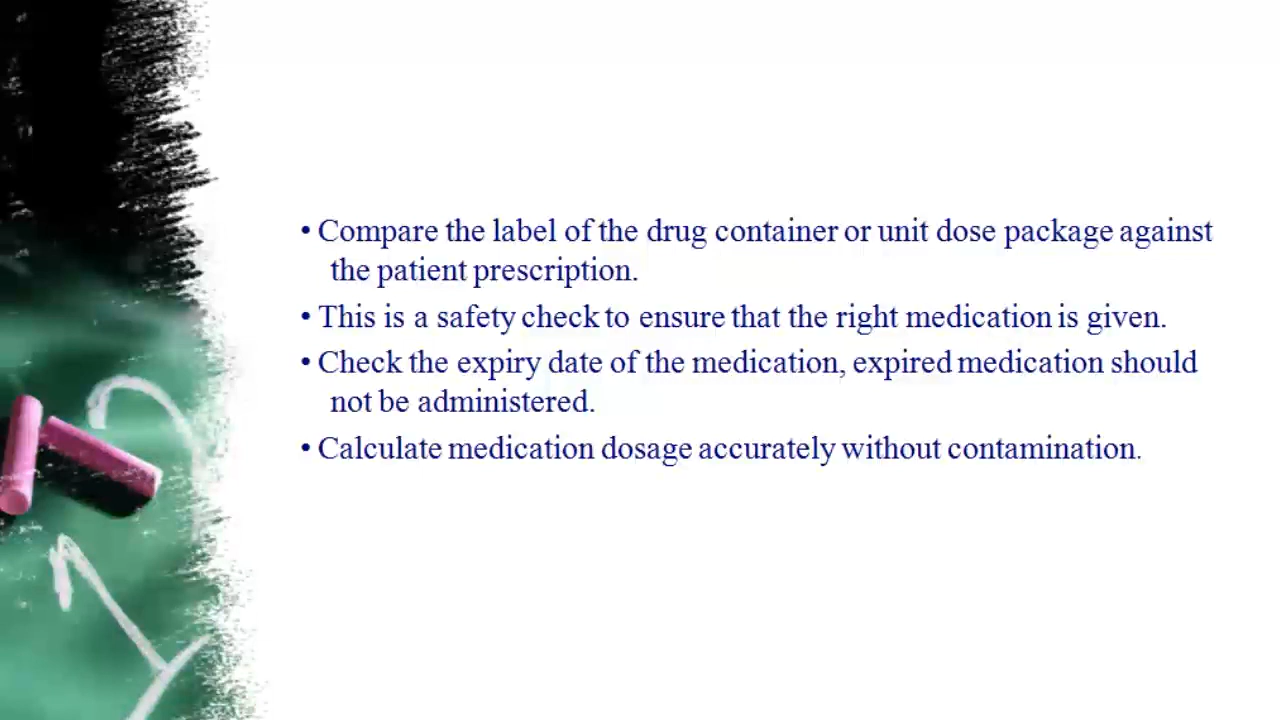 • Compare the label of the drug container or unit dose package against
the patient prescription.
• This is a safety check to ensure that the right medication is given.
• Check the expiry date of the medication, expired medication should
not be administered.
• Calculate medication dosage accurately without contamination.